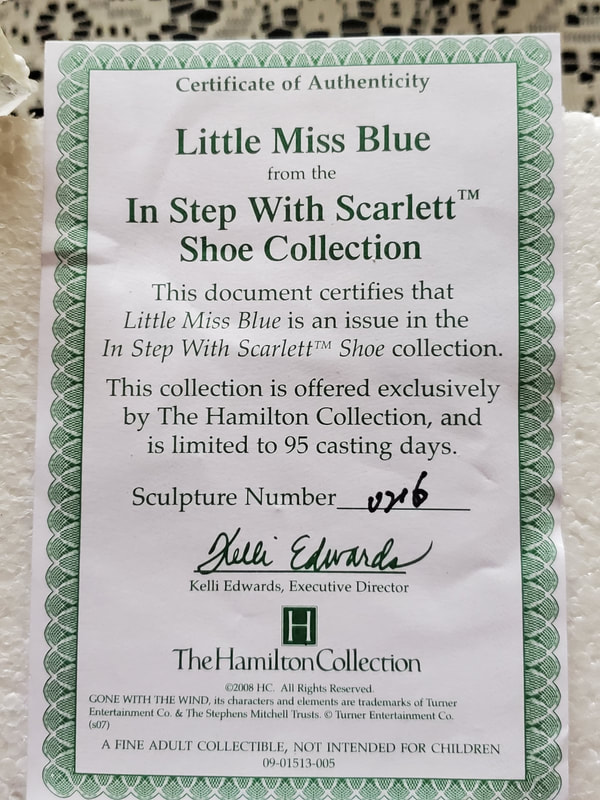 Certificate of Authenticity
Little Miss Blue
from the
In Step With Scarlett™
Shoe Collection
This document certifies that
Little Miss Blue is an issue in the
In Step With Scarlett™ Shoe collection.
This collection is offered exclusively
by The Hamilton Collection, and
is limited to 95 casting days.
Sculpture Number
Kelli Edwards
Kelli Edwards, Executive Director
H
The Hamilton Collection
©2008 HC. All Rights Reserved.
GONE WITH THE WIND, its characters and elements are trademarks of Turner
Entertainment Co. & The Stephens Mitchell Trusts. © Turner Entertainment Co.
(s07)
A FINE ADULT COLLECTIBLE, NOT INTENDED FOR CHILDREN
09-01513-005